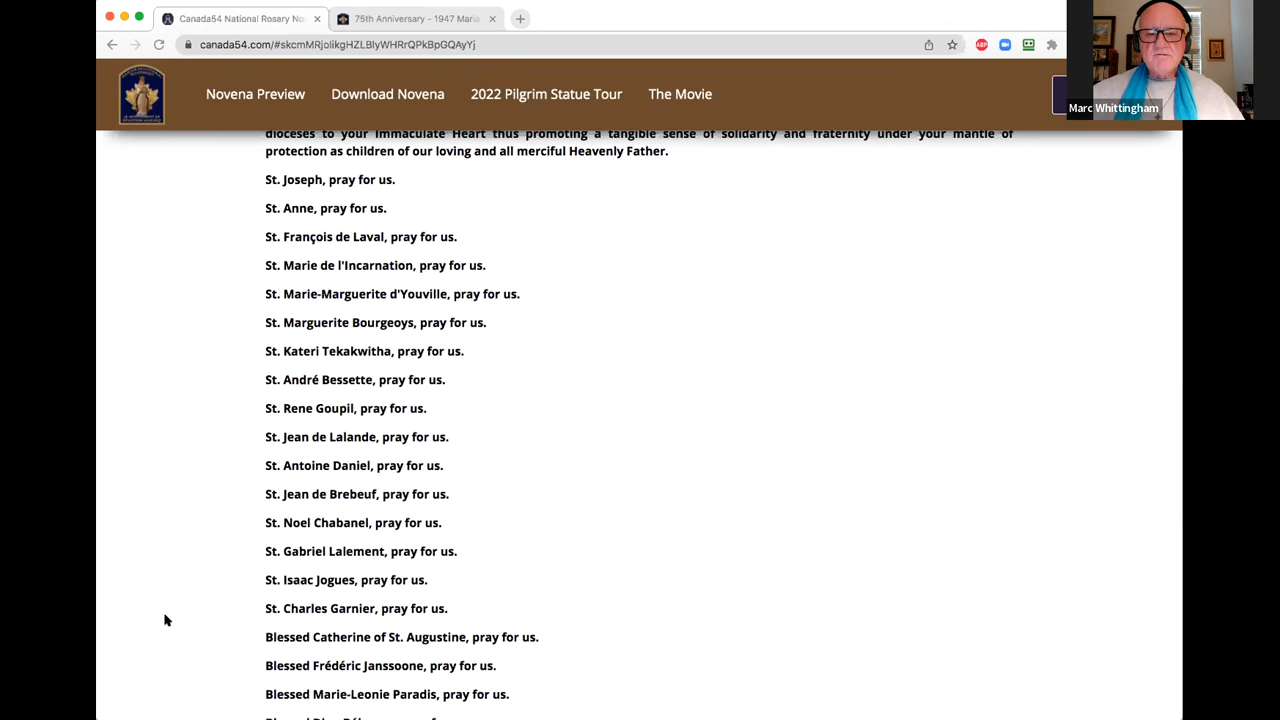 Canada54 National Rosary No
75th Anniversary - 1947 Mario
canada54.com/#skcmMRjolikgHZLBlyWHRrQPkBpGQAyYj
ABP
Novena Preview
Download Novena
2022 Pilgrim Statue Tour
The Movie
Marc Whittingham
dioceses to your Immaculate Heart thus promoting a tangible sense of solidarity and fraternity under your mantle of
protection as children of our loving and all merciful Heavenly Father.
St. Joseph, pray for us.
St. Anne, pray for us.
St. François de Laval, pray for us.
St. Marie de l'Incarnation, pray for us.
St. Marie-Marguerite d'Youville, pray for us.
St. Marguerite Bourgeoys, pray for us.
St. Kateri Tekakwitha, pray for us.
St. André Bessette, pray for us.
St. Rene Goupil, pray for us.
St. Jean de Lalande, pray for us.
St. Antoine Daniel, pray for us.
St. Jean de Brebeuf, pray for us.
St. Noel Chabanel, pray for us.
St. Gabriel Lalement, pray for us.
St. Isaac Jogues, pray for us.
St. Charles Garnier, pray for us.
Blessed Catherine of St. Augustine, pray for us.
Blessed Frédéric Janssoone, pray for us.
Blessed Marie-Leonie Paradis, pray for us.